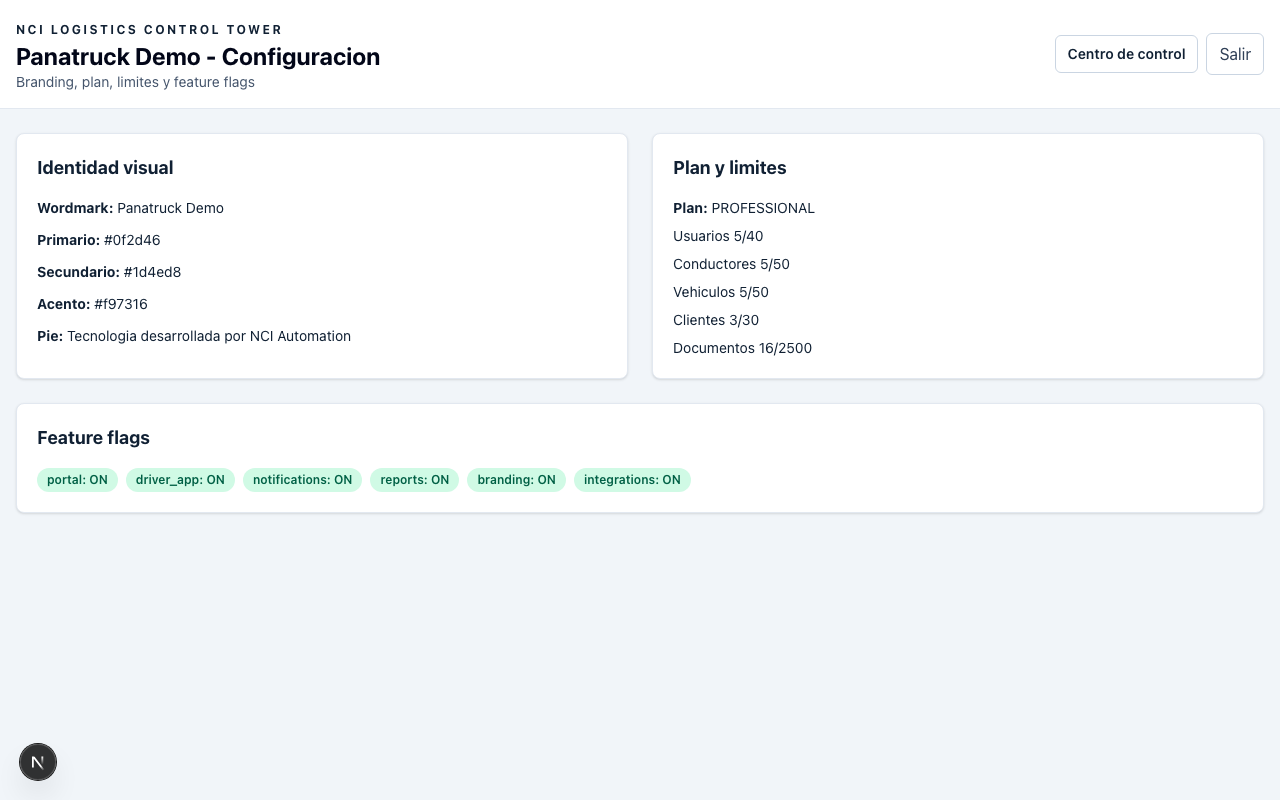 NCI LOGISTICS CONTROL TOWER
Panatruck Demo - Configuracion
Branding, plan, limites y feature flags
Centro de control
Salir
Identidad visual
Wordmark: Panatruck Demo
Primario: #0f2d46
Secundario: #1d4ed8
Acento: #f97316
Pie: Tecnologia desarrollada por NCI Automation
Plan y limites
Plan: PROFESSIONAL
Usuarios 5/40
Conductores 5/50
Vehiculos 5/50
Clientes 3/30
Documentos 16/2500
Feature flags
portal: ON
driver_app: ON
notifications: ON
reports: ON
branding: ON
integrations: ON
N